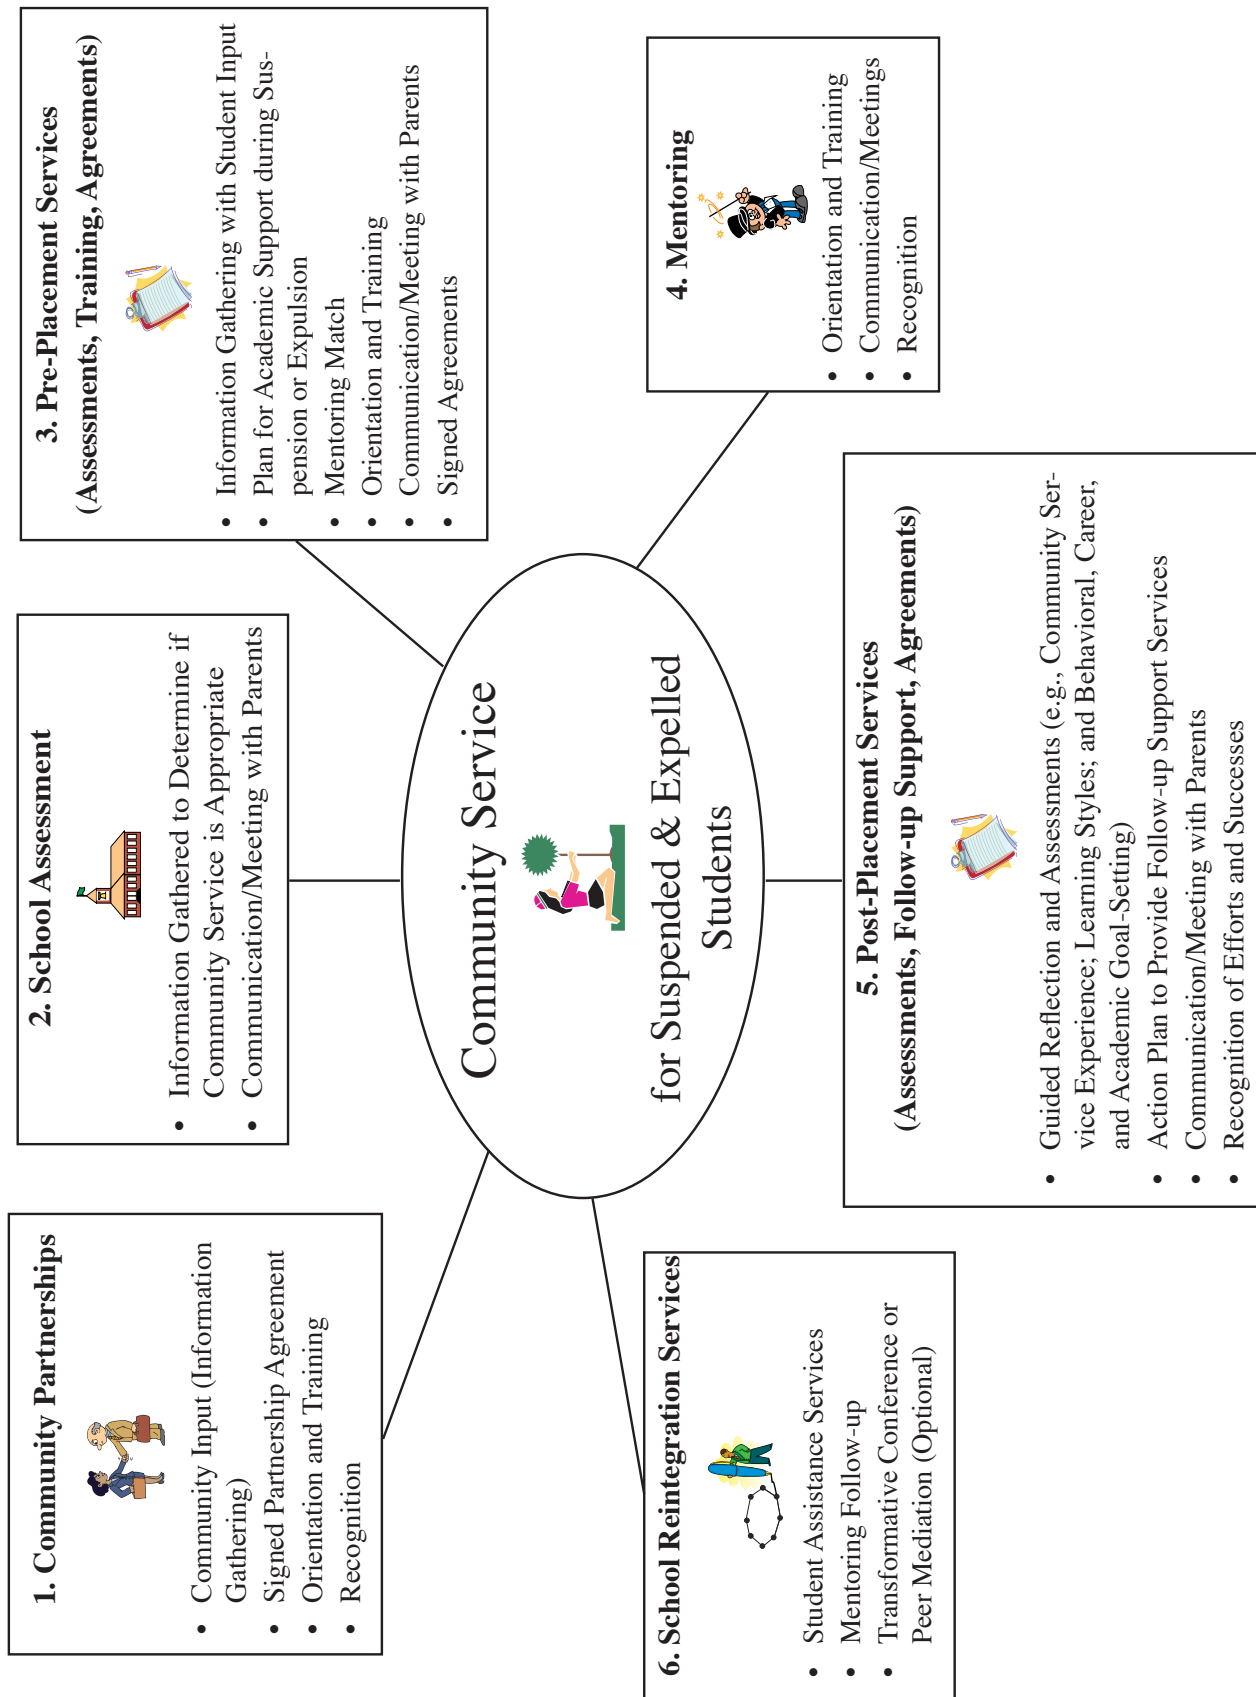 1. Community Partnerships
• Community Input (Information
Gathering)
• Signed Partnership Agreement
• Orientation and Training
• Recognition
2. School Assessment
• Information Gathered to Determine if
Community Service is Appropriate
• Communication/Meeting with Parents
3. Pre-Placement Services
(Assessments, Training, Agreements)
• Information Gathering with Student Input
• Plan for Academic Support during Sus-
pension or Expulsion
• Mentoring Match
• Orientation and Training
• Communication/Meeting with Parents
• Signed Agreements
Community Service
for Suspended & Expelled
Students
4. Mentoring
• Orientation and Training
• Communication/Meetings
• Recognition
5. Post-Placement Services
(Assessments, Follow-up Support, Agreements)
• Guided Reflection and Assessments (e.g., Community Ser-
vice Experience; Learning Styles; and Behavioral, Career,
and Academic Goal-Setting)
• Action Plan to Provide Follow-up Support Services
• Communication/Meeting with Parents
• Recognition of Efforts and Successes
6. School Reintegration Services
• Student Assistance Services
• Mentoring Follow-up
• Transformative Conference or
Peer Mediation (Optional)